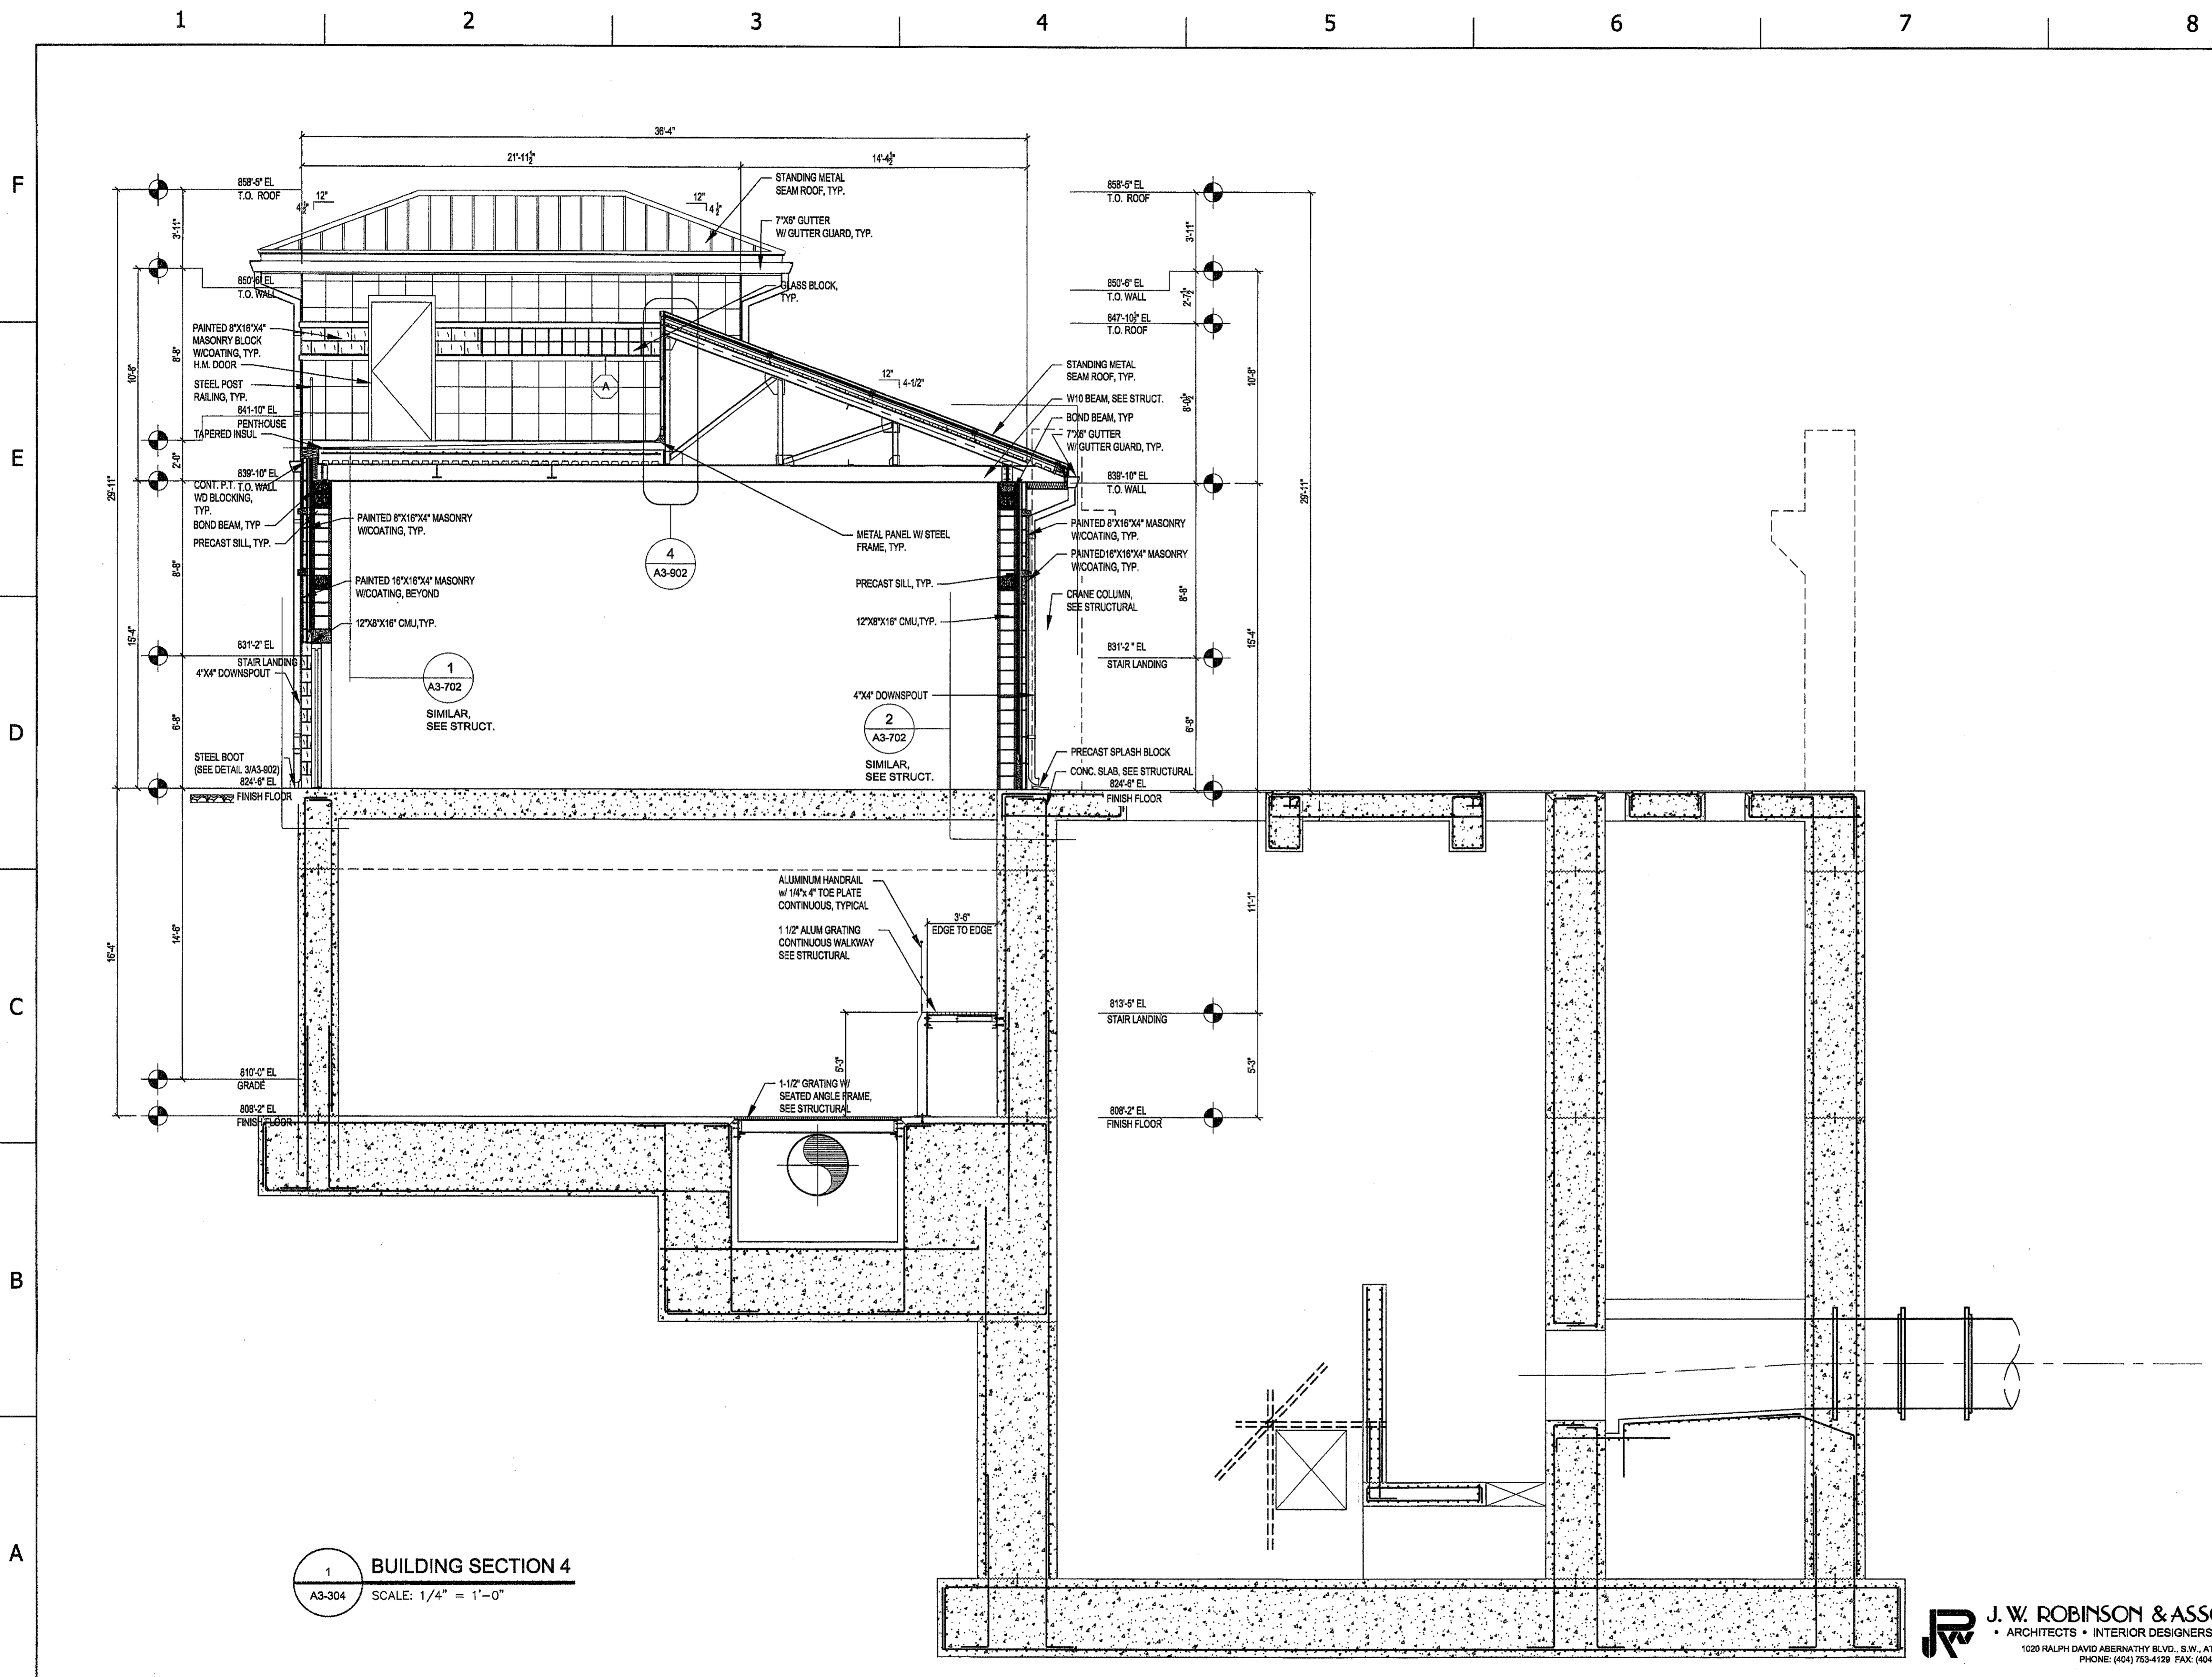 1 2 3 4 5 6 7 8
F
E
D
C
B
A
36'-4"
21'-11½"
14'-4½"
858'-5" EL
T.O. ROOF
12"
4½"
12"
4½"
STANDING METAL
SEAM ROOF, TYP.
7"X6" GUTTER
W/ GUTTER GUARD, TYP.
3'-11"
850'-6" EL
T.O. WALL
GLASS BLOCK,
TYP.
PAINTED 8"X16"X4"
MASONRY BLOCK
W/COATING, TYP.
H.M. DOOR
STEEL POST
RAILING, TYP.
841-10" EL
PENTHOUSE
TAPERED INSUL
8'-8"
10'-8"
2'-0"
29'-11"
839'-10" EL
T.O. WALL
CONT. P.T.
WD BLOCKING,
TYP.
BOND BEAM, TYP
PRECAST SILL, TYP.
PAINTED 8"X16"X4" MASONRY
W/COATING, TYP.
PAINTED 16"X16"X4" MASONRY
W/COATING, BEYOND
12"X8"X16" CMU,TYP.
8'-8"
15'-4"
831'-2" EL
STAIR LANDING
4"X4" DOWNSPOUT
6'-8"
STEEL BOOT
(SEE DETAIL 3/A3-902)
824'-6" EL
FINISH FLOOR
1
A3-702
SIMILAR,
SEE STRUCT.
A
4
A3-902
METAL PANEL W/ STEEL
FRAME, TYP.
PRECAST SILL, TYP.
12"X8"X16" CMU,TYP.
4"X4" DOWNSPOUT
2
A3-702
SIMILAR,
SEE STRUCT.
12"
4-1/2"
858'-5" EL
T.O. ROOF
3'-11"
850'-6" EL
T.O. WALL
2'-7½"
847'-10½" EL
T.O. ROOF
STANDING METAL
SEAM ROOF, TYP.
W10 BEAM, SEE STRUCT.
BOND BEAM, TYP
7"X6" GUTTER
W/ GUTTER GUARD, TYP.
8'-0½"
10'-8"
839'-10" EL
T.O. WALL
29'-11"
PAINTED 8"X16"X4" MASONRY
W/COATING, TYP.
PAINTED16"X16"X4" MASONRY
W/COATING, TYP.
CRANE COLUMN,
SEE STRUCTURAL
8'-8"
15'-4"
831'-2 " EL
STAIR LANDING
6'-8"
PRECAST SPLASH BLOCK
CONC. SLAB, SEE STRUCTURAL
824'-6" EL
FINISH FLOOR
16'-4"
14'-6"
810'-0" EL
GRADE
808'-2" EL
FINISH FLOOR
ALUMINUM HANDRAIL
w/ 1/4"x 4" TOE PLATE
CONTINUOUS, TYPICAL
1 1/2" ALUM GRATING
CONTINUOUS WALKWAY
SEE STRUCTURAL
3'-6"
EDGE TO EDGE
5'-3"
1-1/2" GRATING W/
SEATED ANGLE FRAME,
SEE STRUCTURAL
11'-1"
813'-5" EL
STAIR LANDING
5'-3"
808'-2" EL
FINISH FLOOR
1
A3-304
BUILDING SECTION 4
SCALE: 1/4" = 1'-0"
J. W. ROBINSON & ASS
• ARCHITECTS • INTERIOR DESIGNERS
1020 RALPH DAVID ABERNATHY BLVD., S.W., AT
PHONE: (404) 753-4129 FAX: (404